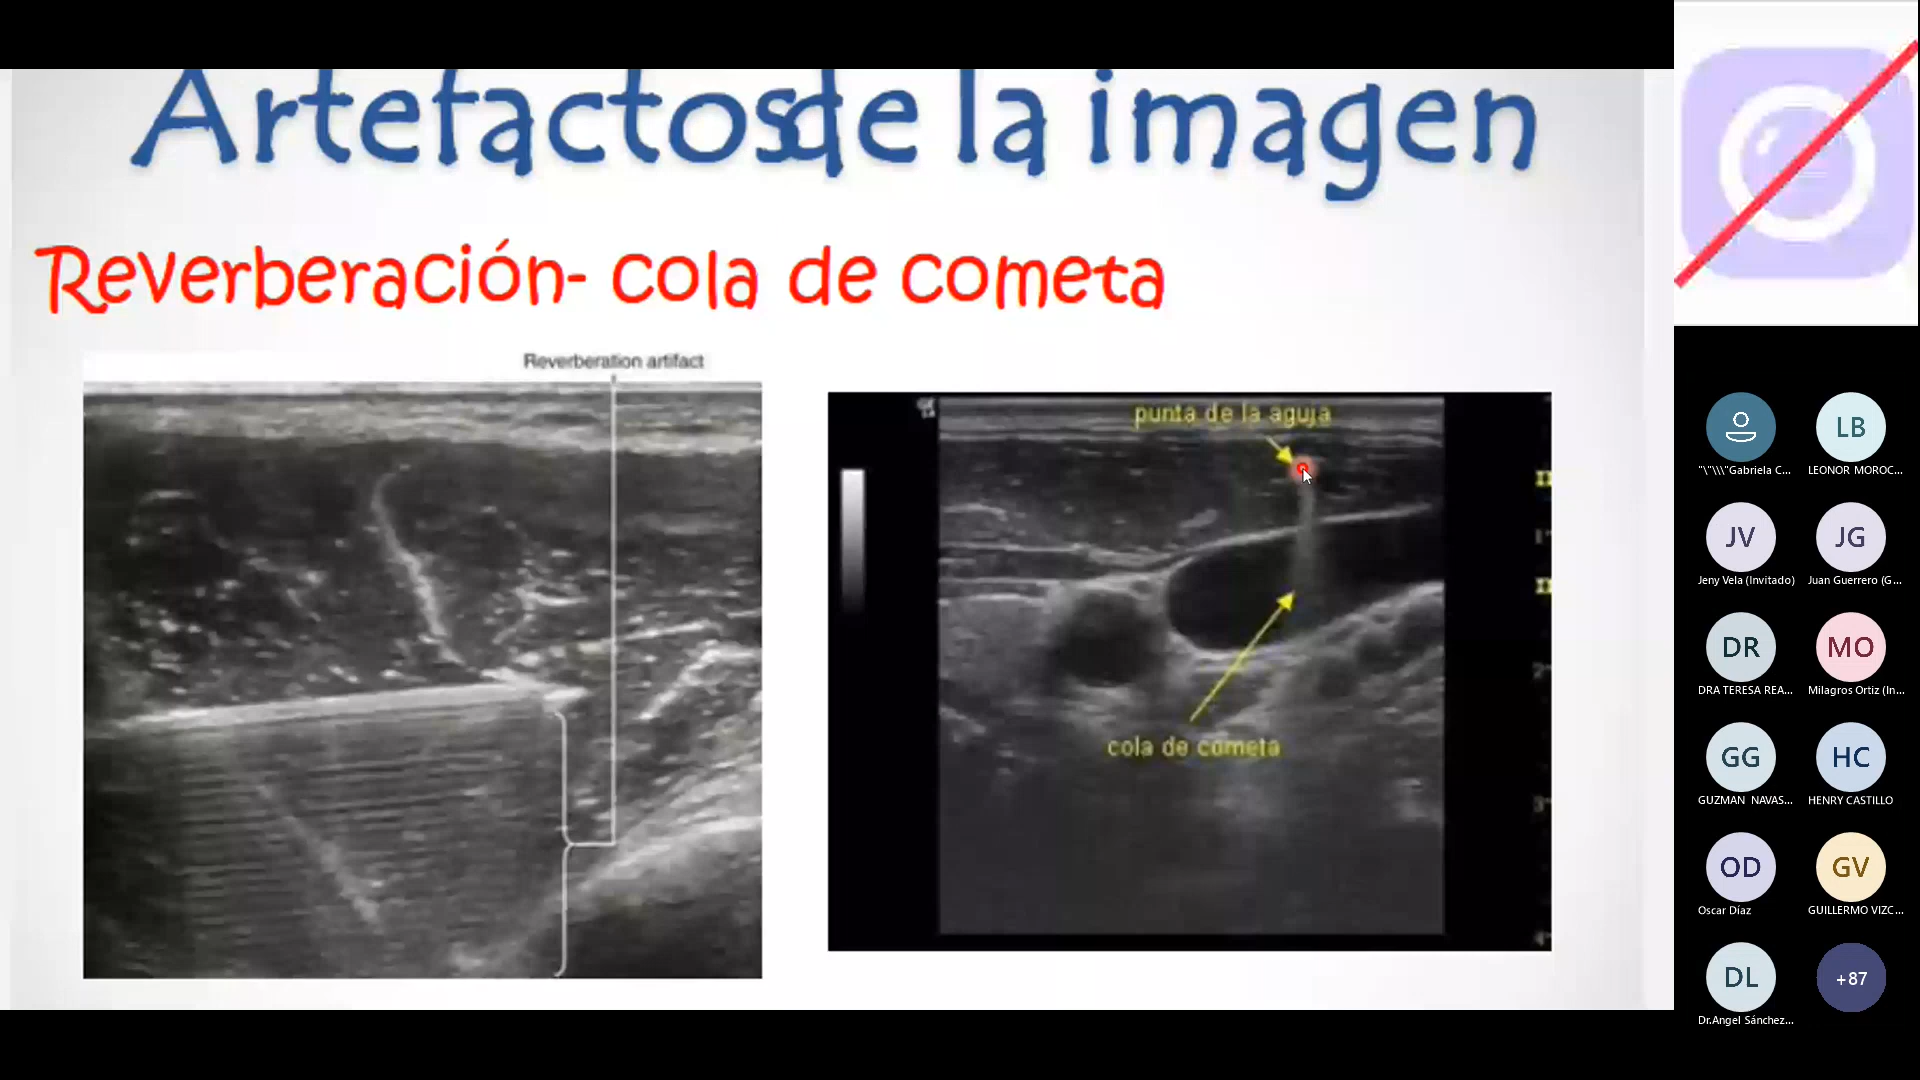 Artefactos de la imagen
Reverberación- cola de cometa
Reverberation artifact
punta de la aguja
cola de cometa
"\"\\\"Gabriela C...
LB
LEONOR MOROC...
JV
Jeny Vela (Invitado)
JG
Juan Guerrero (G...
DR
DRA TERESA REA...
MO
Milagros Ortiz (In...
GG
GUZMAN NAVAS...
HC
HENRY CASTILLO
OD
Oscar Díaz
GV
GUILLERMO VIZC...
DL
Dr.Angel Sánchez...
+87